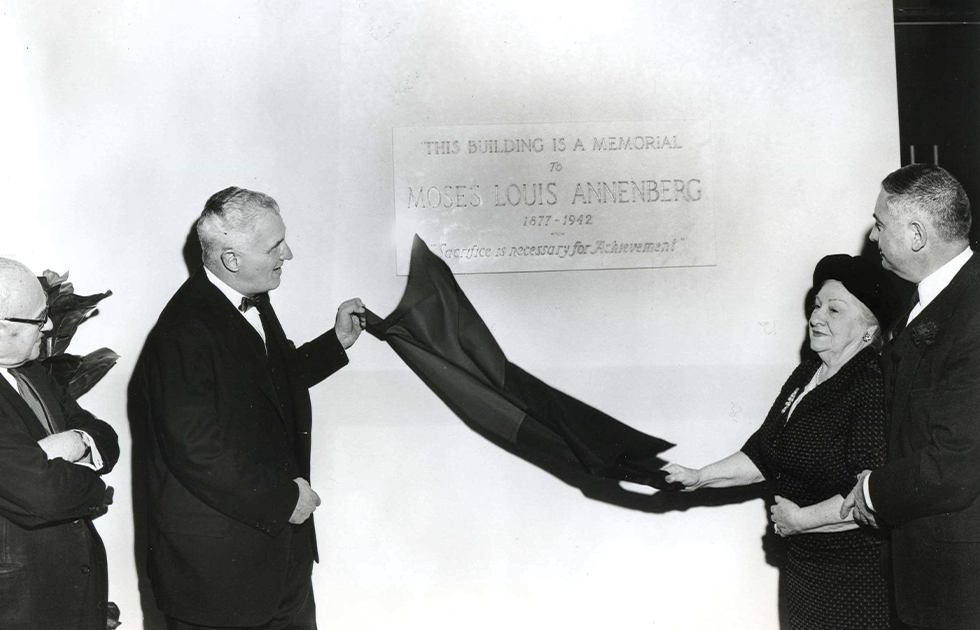 "THIS BUILDING IS A MEMORIAL
TO
MOSES LOUIS ANNENBERG
1877-1942
"Sacrifice is necessary for Achievement"